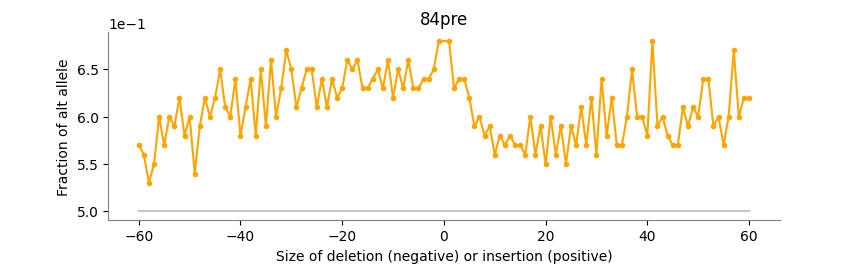 84pre
1e−1
6.5
6.0
5.5
5.0
Fraction of alt allele
−60 −40 −20 0 20 40 60
Size of deletion (negative) or insertion (positive)